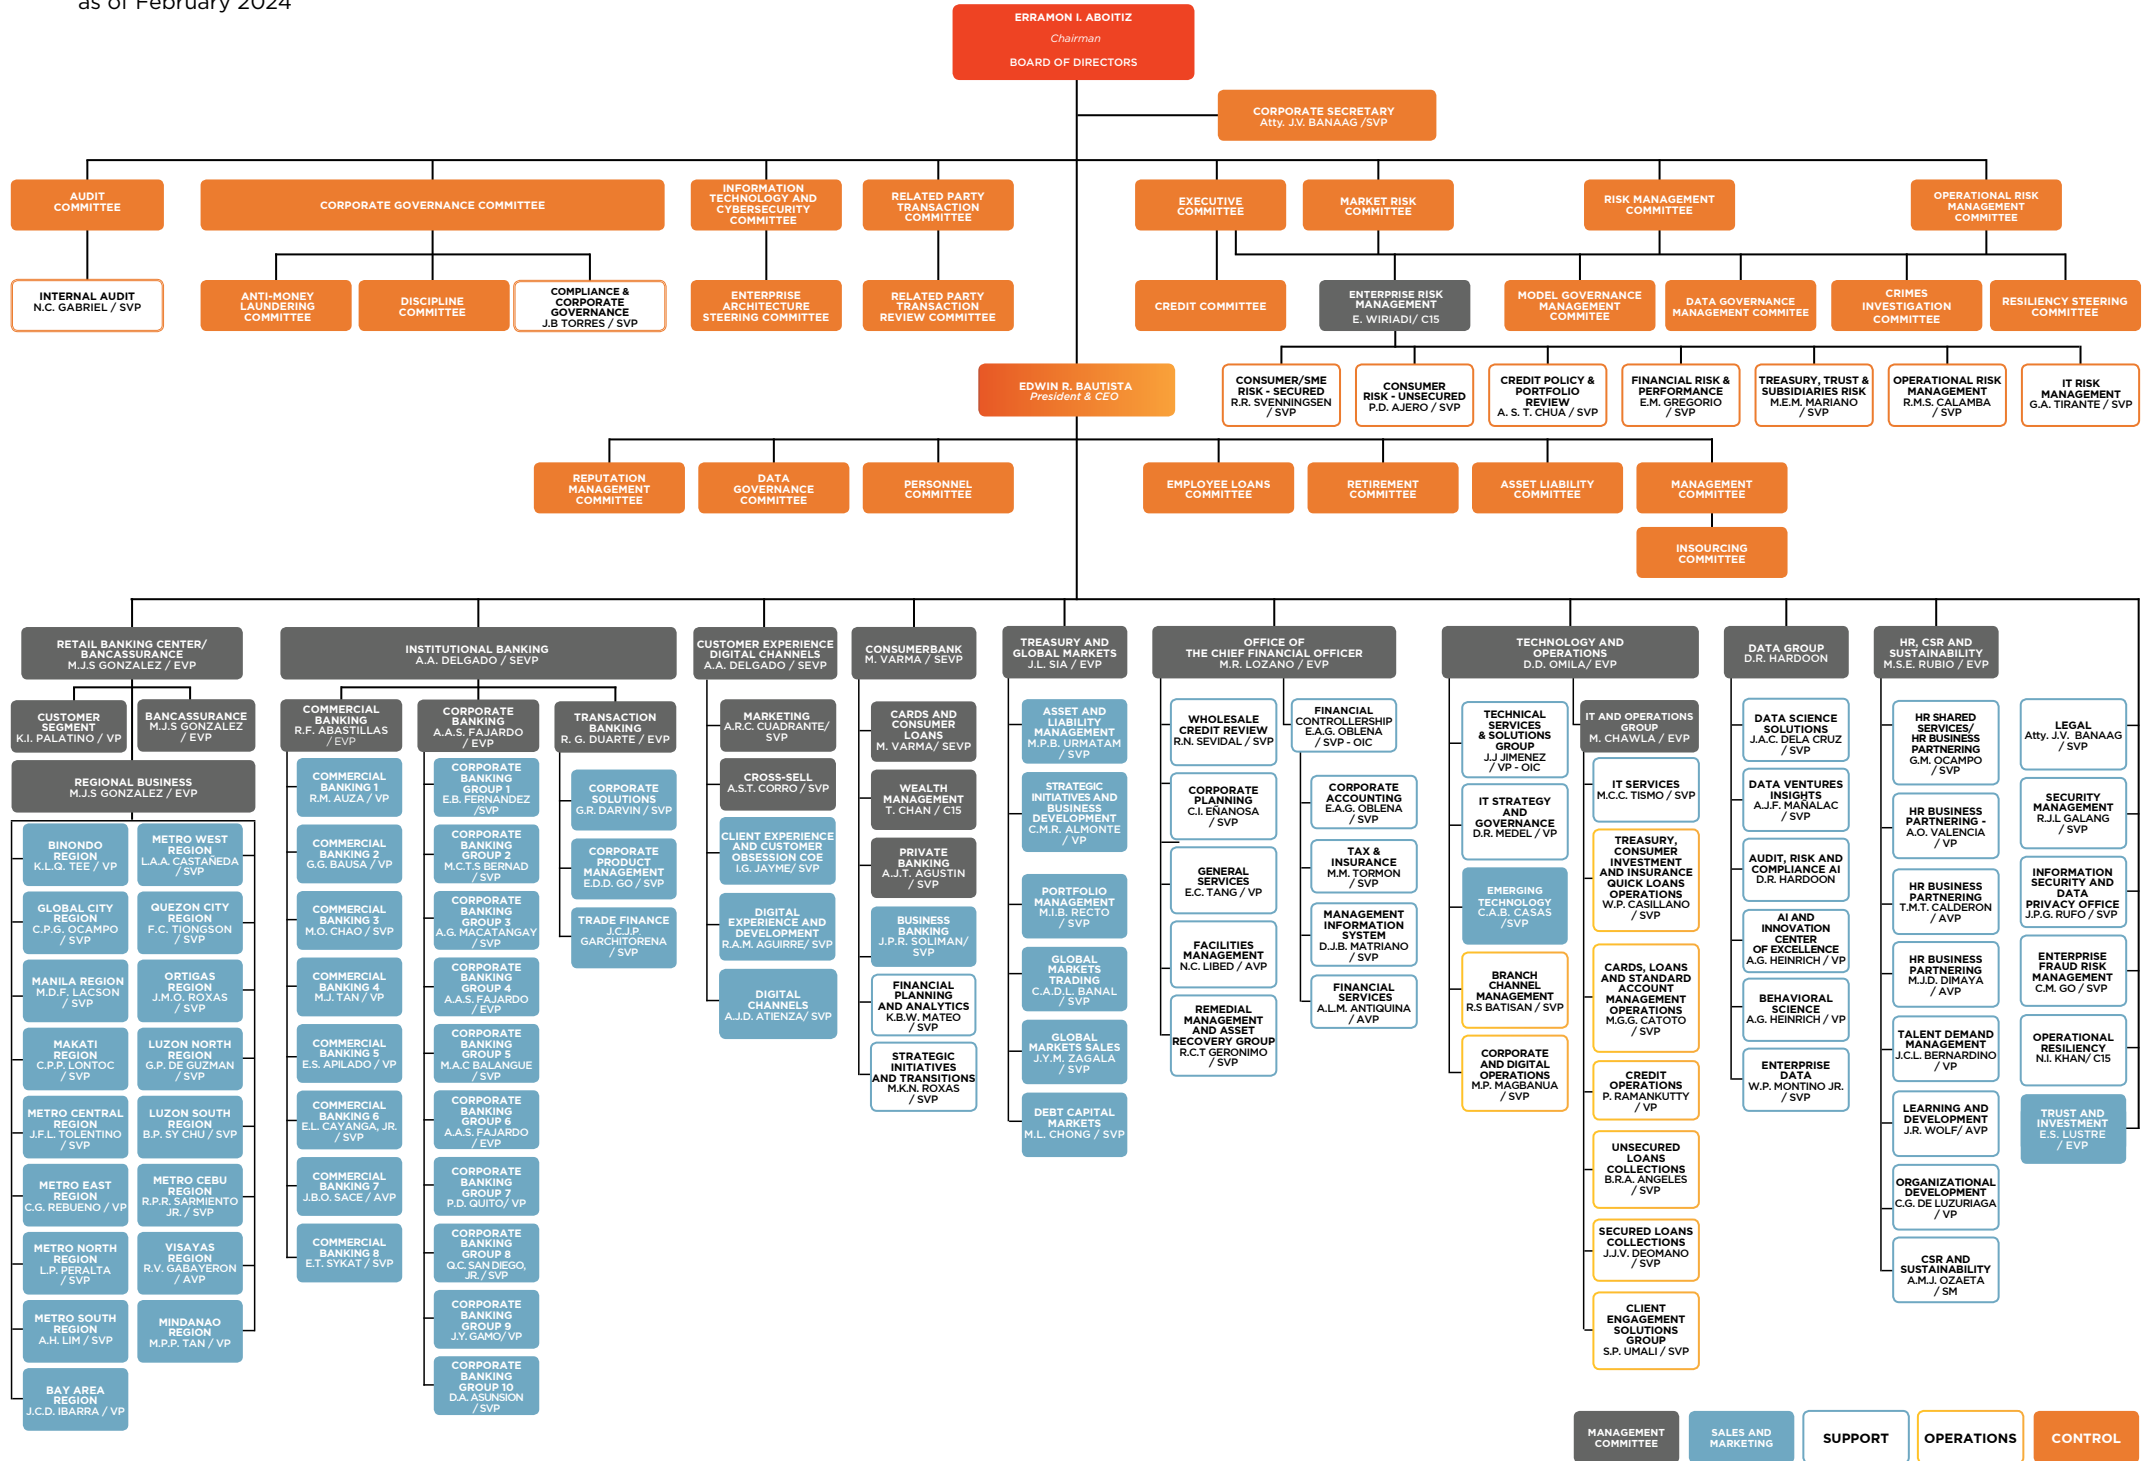 as of February 2024
ERRAMON I. ABOITIZ
Chairman
BOARD OF DIRECTORS
CORPORATE SECRETARY
Atty. J.V. BANAAG /SVP
AUDIT
COMMITTEE
CORPORATE GOVERNANCE COMMITTEE
INFORMATION
TECHNOLOGY AND
CYBERSECURITY
COMMITTEE
RELATED PARTY
TRANSACTION
COMMITTEE
EXECUTIVE
COMMITTEE
MARKET RISK
COMMITTEE
RISK MANAGEMENT
COMMITTEE
OPERATIONAL RISK
MANAGEMENT
COMMITTEE
INTERNAL AUDIT
N.C. GABRIEL / SVP
ANTI-MONEY
LAUNDERING
COMMITTEE
DISCIPLINE
COMMITTEE
COMPLIANCE &
CORPORATE
GOVERNANCE
J.B TORRES / SVP
ENTERPRISE
ARCHITECTURE
STEERING COMMITTEE
RELATED PARTY
TRANSACTION
REVIEW COMMITTEE
CREDIT COMMITTEE
ENTERPRISE RISK
MANAGEMENT
E. WIRIADI/ C15
MODEL GOVERNANCE
MANAGEMENT
COMMITEE
DATA GOVERNANCE
MANAGEMENT COMMITEE
CRIMES
INVESTIGATION
COMMITTEE
RESILIENCY STEERING
COMMITTEE
EDWIN R. BAUTISTA
President & CEO
CONSUMER/SME
RISK - SECURED
R.R. SVENNINGSEN
/ SVP
CONSUMER
RISK - UNSECURED
P.D. AJERO / SVP
CREDIT POLICY &
PORTFOLIO
REVIEW
A. S. T. CHUA / SVP
FINANCIAL RISK &
PERFORMANCE
E.M. GREGORIO
/ SVP
TREASURY, TRUST &
SUBSIDIARIES RISK
M.E.M. MARIANO
/ SVP
OPERATIONAL RISK
MANAGEMENT
R.M.S. CALAMBA
/ SVP
IT RISK
MANAGEMENT
G.A. TIRANTE / SVP
REPUTATION
MANAGEMENT
COMMITTEE
DATA
GOVERNANCE
COMMITTEE
PERSONNEL
COMMITTEE
EMPLOYEE LOANS
COMMITTEE
RETIREMENT
COMMITTEE
ASSET LIABILITY
COMMITTEE
MANAGEMENT
COMMITTEE
INSOURCING
COMMITTEE
RETAIL BANKING CENTER/
BANCASSURANCE
M.J.S GONZALEZ / EVP
CUSTOMER
SEGMENT
K.I. PALATINO / VP
BANCASSURANCE
M.J.S GONZALEZ
/ EVP
REGIONAL BUSINESS
M.J.S GONZALEZ / EVP
BINONDO
REGION
K.L.Q. TEE / VP
METRO WEST
REGION
L.A.A. CASTAÑEDA
/ SVP
GLOBAL CITY
REGION
C.P.G. OCAMPO
/ SVP
QUEZON CITY
REGION
F.C. TIONGSON
/ SVP
MANILA REGION
M.D.F. LACSON
/ SVP
ORTIGAS
REGION
J.M.O. ROXAS
/ SVP
MAKATI
REGION
C.P.P. LONTOC
/ SVP
LUZON NORTH
REGION
G.P. DE GUZMAN
/ SVP
METRO CENTRAL
REGION
J.F.L. TOLENTINO
/ SVP
LUZON SOUTH
REGION
B.P. SY CHU / SVP
METRO EAST
REGION
C.G. REBUENO / VP
METRO CEBU
REGION
R.P.R. SARMIENTO
JR. / SVP
METRO NORTH
REGION
L.P. PERALTA
/ SVP
VISAYAS
REGION
R.V. GABAYERON
/ AVP
METRO SOUTH
REGION
A.H. LIM / SVP
MINDANAO
REGION
M.P.P. TAN / VP
BAY AREA
REGION
J.C.D. IBARRA / VP
INSTITUTIONAL BANKING
A.A. DELGADO / SEVP
COMMERCIAL
BANKING
R.F. ABASTILLAS
/ EVP
COMMERCIAL
BANKING 1
R.M. AUZA / VP
COMMERCIAL
BANKING 2
G.G. BAUSA / VP
COMMERCIAL
BANKING 3
M.O. CHAO / SVP
COMMERCIAL
BANKING 4
M.J. TAN / VP
COMMERCIAL
BANKING 5
E.S. APILADO / VP
COMMERCIAL
BANKING 6
E.L. CAYANGA, JR.
/ SVP
COMMERCIAL
BANKING 7
J.B.O. SACE / AVP
COMMERCIAL
BANKING 8
E.T. SYKAT / SVP
CORPORATE
BANKING
A.A.S. FAJARDO
/ EVP
CORPORATE
BANKING
GROUP 1
E.B. FERNANDEZ
/SVP
CORPORATE
BANKING
GROUP 2
M.C.T.S BERNAD
/ SVP
CORPORATE
BANKING
GROUP 3
A.G. MACATANGAY
/ SVP
CORPORATE
BANKING
GROUP 4
A.A.S. FAJARDO
/ EVP
CORPORATE
BANKING
GROUP 5
M.A.C BALANGUE
/ SVP
CORPORATE
BANKING
GROUP 6
A.A.S. FAJARDO
/ EVP
CORPORATE
BANKING
GROUP 7
P.D. QUITO/ VP
CORPORATE
BANKING
GROUP 8
Q.C. SAN DIEGO,
JR. / SVP
CORPORATE
BANKING
GROUP 9
J.Y. GAMO/ VP
CORPORATE
BANKING
GROUP 10
D.A. ASUNSION
/ SVP
TRANSACTION
BANKING
R. G. DUARTE / EVP
CORPORATE
SOLUTIONS
G.R. DARVIN / SVP
CORPORATE
PRODUCT
MANAGEMENT
E.D.D. GO / SVP
TRADE FINANCE
J.C.J.P.
GARCHITORENA
/ SVP
CUSTOMER EXPERIENCE
DIGITAL CHANNELS
A.A. DELGADO / SEVP
MARKETING
A.R.C. CUADRANTE/
SVP
CROSS-SELL
A.S.T. CORRO / SVP
CLIENT EXPERIENCE
AND CUSTOMER
OBSESSION COE
I.G. JAYME/ SVP
DIGITAL
EXPERIENCE AND
DEVELOPMENT
R.A.M. AGUIRRE/ SVP
DIGITAL
CHANNELS
A.J.D. ATIENZA/ SVP
CONSUMERBANK
M. VARMA / SEVP
CARDS AND
CONSUMER
LOANS
M. VARMA/ SEVP
WEALTH
MANAGEMENT
T. CHAN / C15
PRIVATE
BANKING
A.J.T. AGUSTIN
/ SVP
BUSINESS
BANKING
J.P.R. SOLIMAN/
SVP
FINANCIAL
PLANNING
AND ANALYTICS
K.B.W. MATEO
/ SVP
STRATEGIC
INITIATIVES
AND TRANSITIONS
M.K.N. ROXAS
/ SVP
TREASURY AND
GLOBAL MARKETS
J.L. SIA / EVP
ASSET AND
LIABILITY
MANAGEMENT
M.P.B. URMATAM
/ SVP
STRATEGIC
INITIATIVES AND
BUSINESS
DEVELOPMENT
C.M.R. ALMONTE
/ VP
PORTFOLIO
MANAGEMENT
M.I.B. RECTO
/ SVP
GLOBAL
MARKETS
TRADING
C.A.D.L. BANAL
/ SVP
GLOBAL
MARKETS SALES
J.Y.M. ZAGALA
/ SVP
DEBT CAPITAL
MARKETS
M.L. CHONG / SVP
OFFICE OF
THE CHIEF FINANCIAL OFFICER
M.R. LOZANO / EVP
WHOLESALE
CREDIT REVIEW
R.N. SEVIDAL / SVP
CORPORATE
PLANNING
C.I. EÑANOSA
/ SVP
GENERAL
SERVICES
E.C. TANG / VP
FACILITIES
MANAGEMENT
N.C. LIBED / AVP
REMEDIAL
MANAGEMENT
AND ASSET
RECOVERY GROUP
R.C.T GERONIMO
/ SVP
FINANCIAL
CONTROLLERSHIP
E.A.G. OBLENA
/ SVP - OIC
CORPORATE
ACCOUNTING
E.A.G. OBLENA
/ SVP
TAX &
INSURANCE
M.M. TORMON
/ SVP
MANAGEMENT
INFORMATION
SYSTEM
D.J.B. MATRIANO
/ SVP
FINANCIAL
SERVICES
A.L.M. ANTIQUINA
/ AVP
TECHNOLOGY AND
OPERATIONS
D.D. OMILA/ EVP
TECHNICAL
SERVICES
& SOLUTIONS
GROUP
J.J JIMENEZ
/ VP - OIC
IT STRATEGY
AND
GOVERNANCE
D.R. MEDEL / VP
EMERGING
TECHNOLOGY
C.A.B. CASAS
/SVP
BRANCH
CHANNEL
MANAGEMENT
R.S BATISAN / SVP
CORPORATE
AND DIGITAL
OPERATIONS
M.P. MAGBANUA
/ SVP
IT AND OPERATIONS
GROUP
M. CHAWLA / EVP
IT SERVICES
M.C.C. TISMO / SVP
TREASURY,
CONSUMER
INVESTMENT
AND INSURANCE
QUICK LOANS
OPERATIONS
W.P. CASILLANO
/ SVP
CARDS, LOANS
AND STANDARD
ACCOUNT
MANAGEMENT
OPERATIONS
M.G.G. CATOTO
/ SVP
CREDIT
OPERATIONS
P. RAMANKUTTY
/ VP
UNSECURED
LOANS
COLLECTIONS
B.R.A. ANGELES
/ SVP
SECURED LOANS
COLLECTIONS
J.J.V. DEOMANO
/ SVP
CLIENT
ENGAGEMENT
SOLUTIONS
GROUP
S.P. UMALI / SVP
DATA GROUP
D.R. HARDOON
DATA SCIENCE
SOLUTIONS
J.A.C. DELA CRUZ
/ SVP
DATA VENTURES
INSIGHTS
A.J.F. MAÑALAC
/ SVP
AUDIT, RISK AND
COMPLIANCE AI
D.R. HARDOON
AI AND
INNOVATION
CENTER
OF EXCELLENCE
A.G. HEINRICH / VP
BEHAVIORAL
SCIENCE
A.G. HEINRICH / VP
ENTERPRISE
DATA
W.P. MONTINO JR.
/ SVP
HR, CSR AND
SUSTAINABILITY
M.S.E. RUBIO / EVP
HR SHARED
SERVICES/
HR BUSINESS
PARTNERING
G.M. OCAMPO
/ SVP
HR BUSINESS
PARTNERING -
A.O. VALENCIA
/ VP
HR BUSINESS
PARTNERING
T.M.T. CALDERON
/ AVP
HR BUSINESS
PARTNERING
M.J.D. DIMAYA
/ AVP
TALENT DEMAND
MANAGEMENT
J.C.L. BERNARDINO
/ VP
LEARNING AND
DEVELOPMENT
J.R. WOLF/ AVP
ORGANIZATIONAL
DEVELOPMENT
C.G. DE LUZURIAGA
/ VP
CSR AND
SUSTAINABILITY
A.M.J. OZAETA
/ SM
LEGAL
Atty. J.V. BANAAG
/ SVP
SECURITY
MANAGEMENT
R.J.L GALANG
/ SVP
INFORMATION
SECURITY AND
DATA
PRIVACY OFFICE
J.P.G. RUFO / SVP
ENTERPRISE
FRAUD RISK
MANAGEMENT
C.M. GO / SVP
OPERATIONAL
RESILIENCY
N.I. KHAN/ C15
TRUST AND
INVESTMENT
E.S. LUSTRE
/ EVP
MANAGEMENT
COMMITTEE
SALES AND
MARKETING
SUPPORT
OPERATIONS
CONTROL